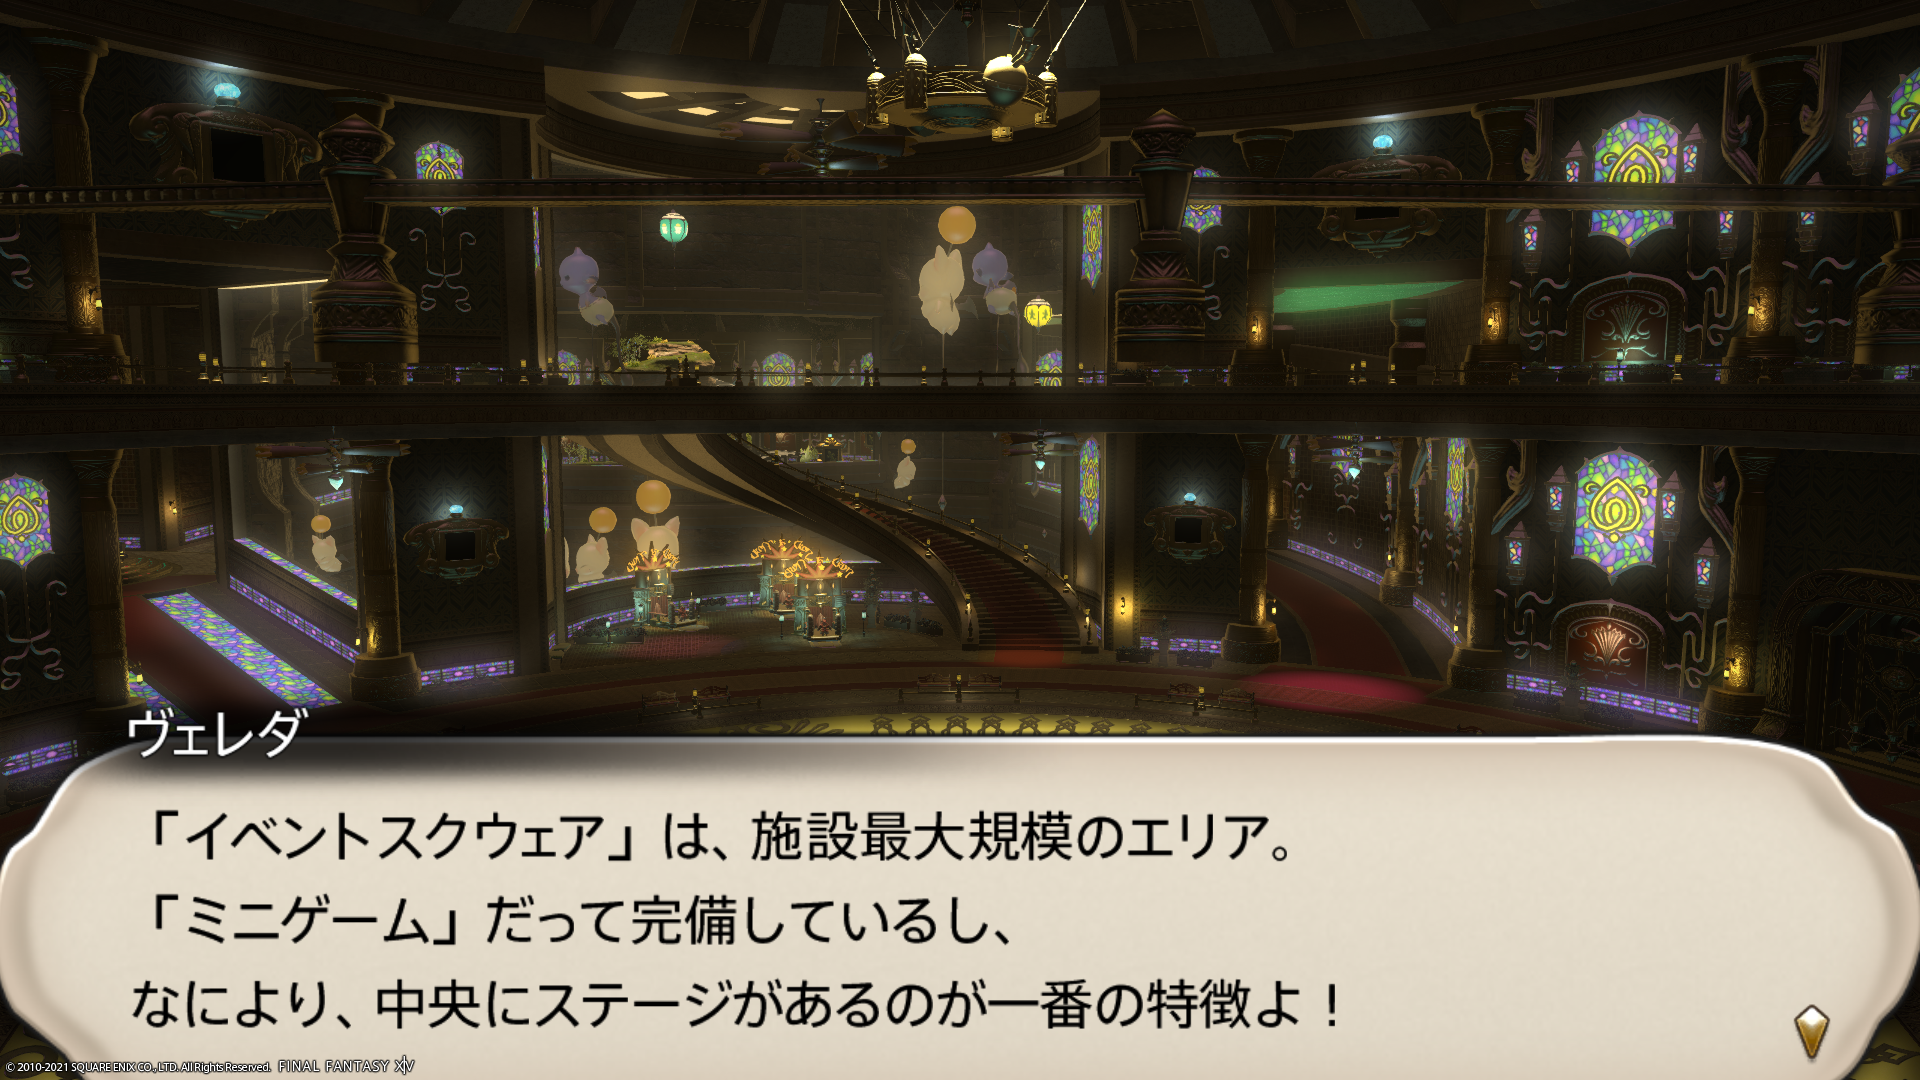 ヴェレダ
「イベントスクウェア」は、施設最大規模のエリア。
「ミニゲーム」だって完備しているし、
なにより、中央にステージがあるのが一番の特徴よ！
© 2010-2021 SQUARE ENIX CO., LTD. All Rights Reserved. FINAL FANTASY XIV